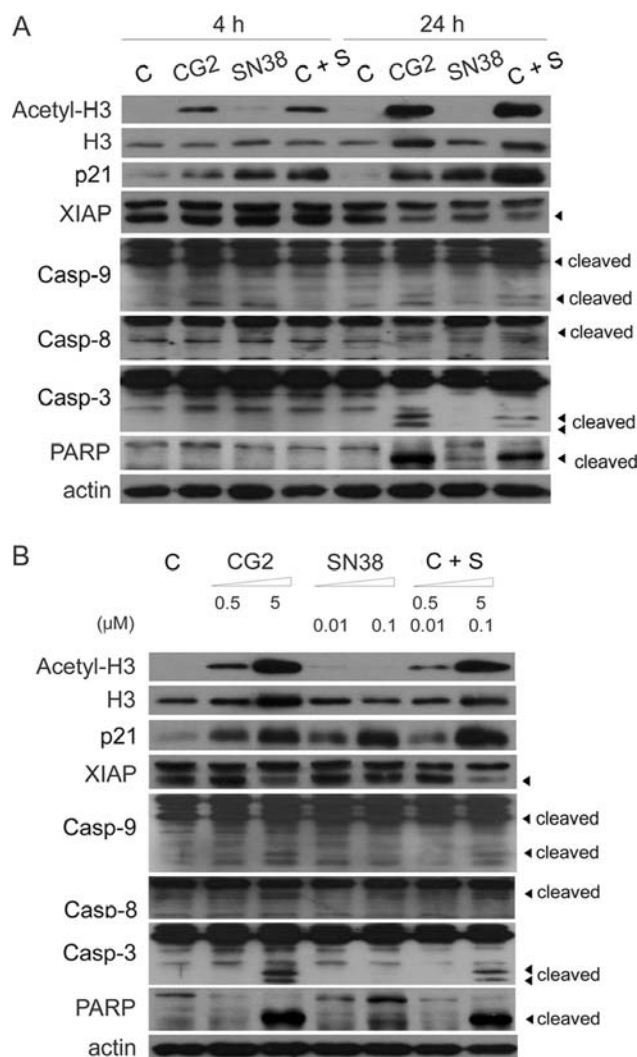 A
4 h 24 h
C CG2 SN38 C + S C CG2 SN38 C + S
Acetyl-H3
H3
p21
XIAP
Casp-9
cleaved
cleaved
Casp-8
cleaved
Casp-3
cleaved
PARP
cleaved
actin
B
C CG2 SN38 C + S
0.5 5 0.5 5
(µM) 0.01 0.1 0.01 0.1
Acetyl-H3
H3
p21
XIAP
Casp-9
cleaved
cleaved
Casp-8
cleaved
Casp-3
cleaved
PARP
cleaved
actin